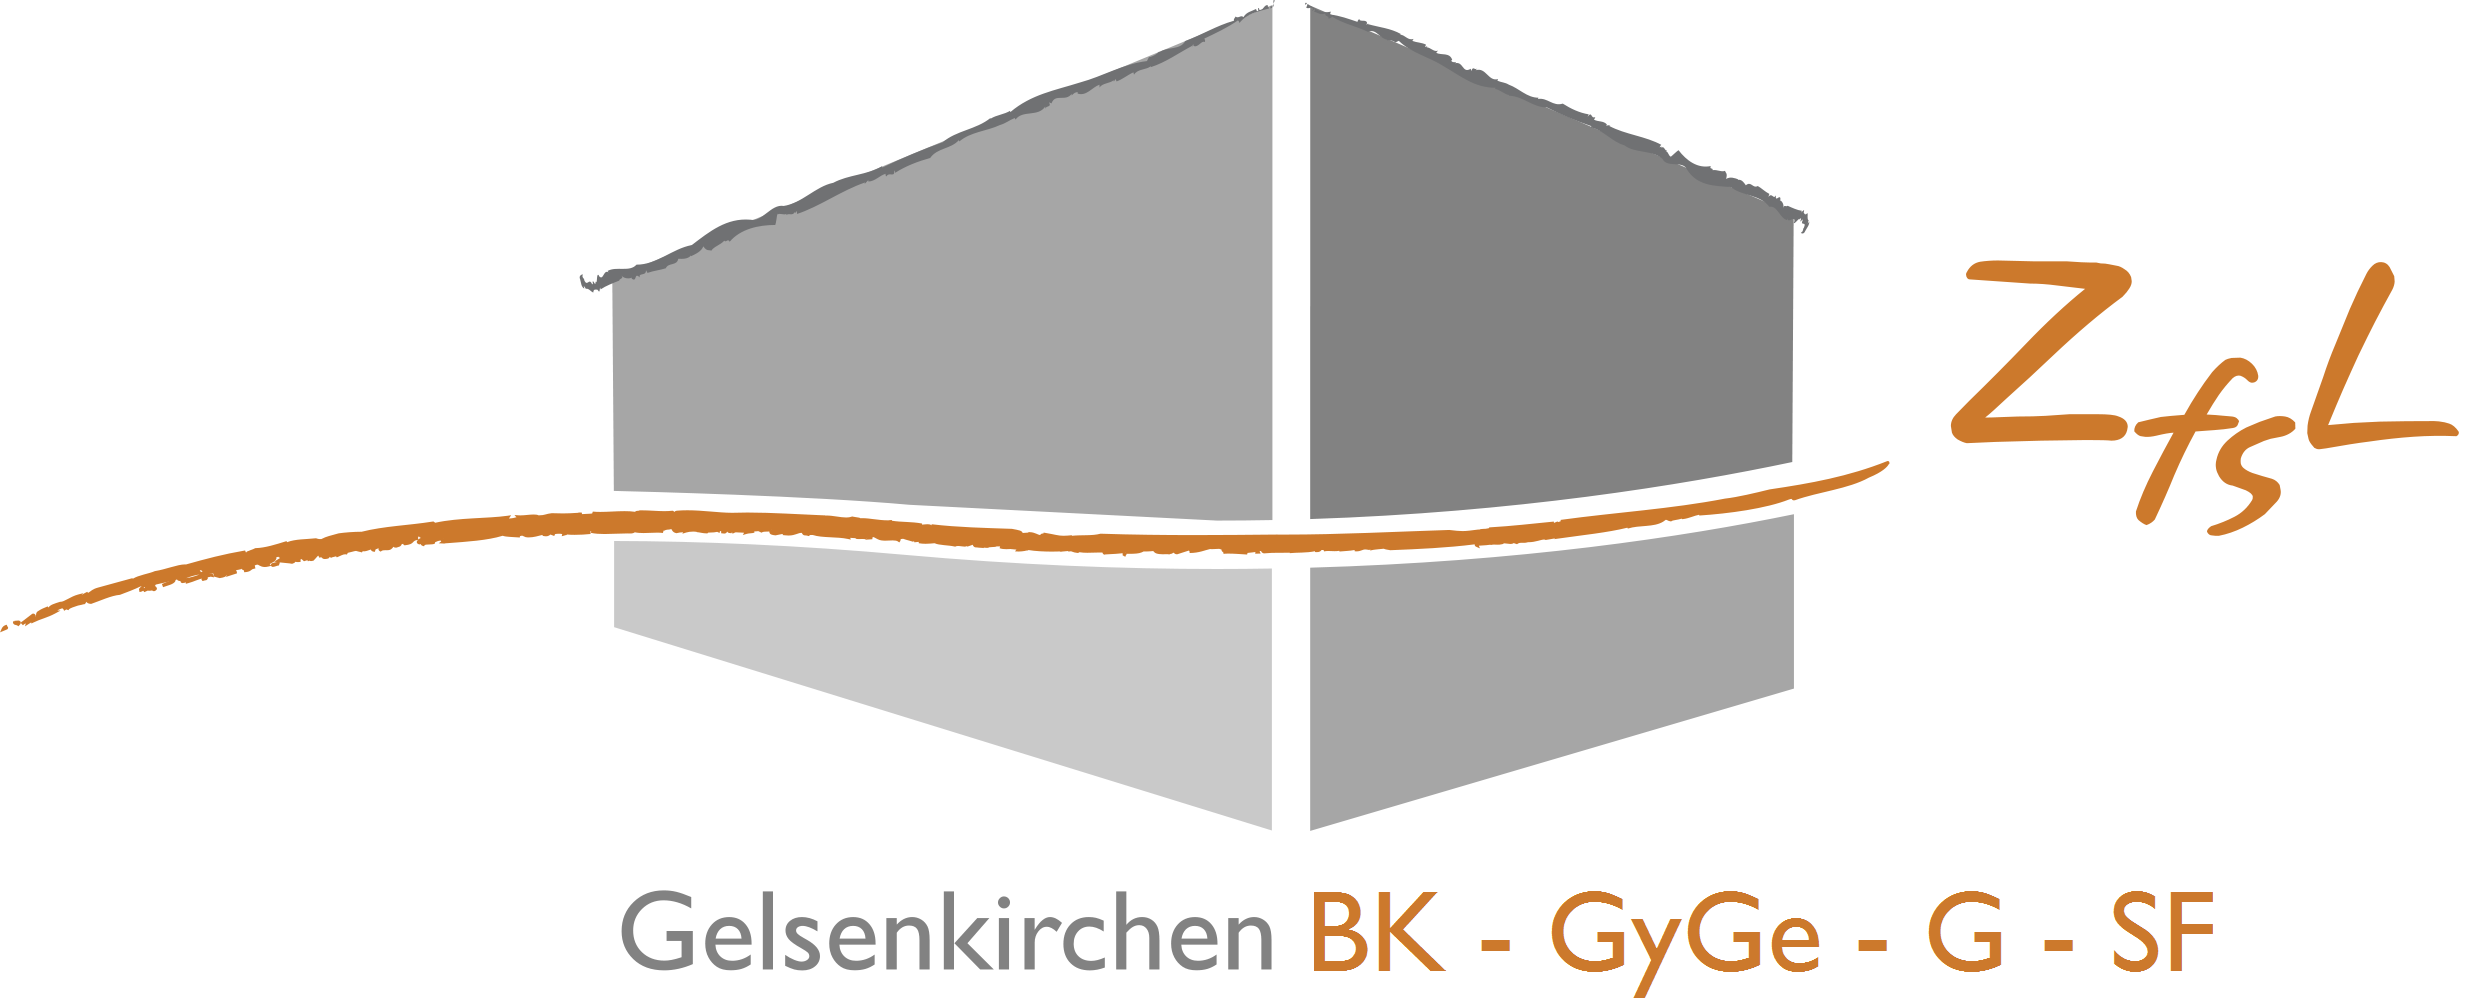 ZfsL
Gelsenkirchen BK - GyGe - G - SF